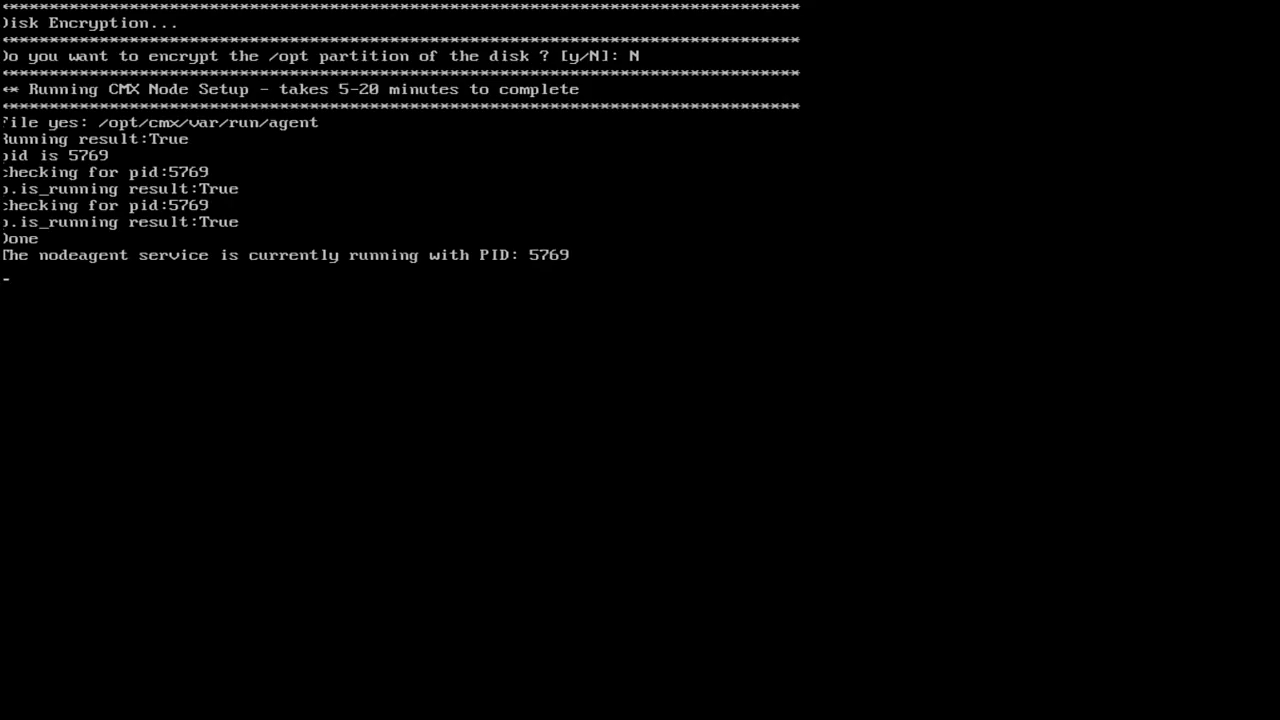 ********************************************************************************
Disk Encryption...
********************************************************************************
Do you want to encrypt the /opt partition of the disk ? [y/N]: N
********************************************************************************
** Running CMX Node Setup - takes 5-20 minutes to complete
********************************************************************************
File yes: /opt/cmx/var/run/agent
Running result:True
pid is 5769
checking for pid:5769
p.is_running result:True
checking for pid:5769
p.is_running result:True
Done
The nodeagent service is currently running with PID: 5769